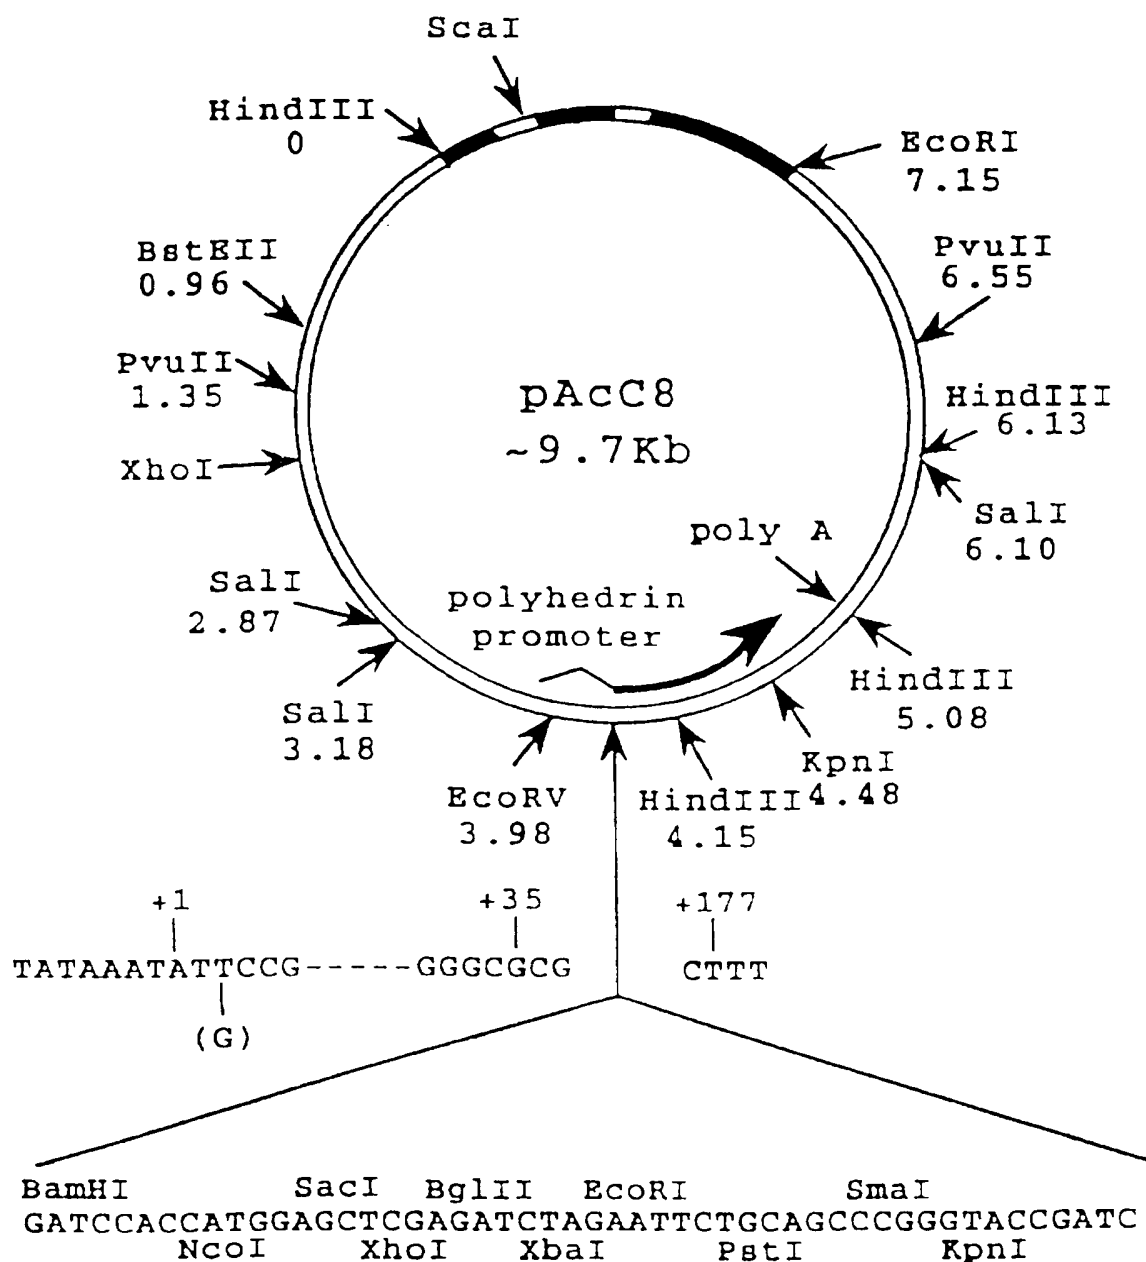 ScaI
HindIII
0
EcoRI
7.15
BstEII
0.96
PvuII
6.55
PvuII
1.35
pAcC8
~9.7Kb
HindIII
6.13
XhoI
SalI
6.10
poly A
SalI
2.87
polyhedrin
promoter
HindIII
5.08
SalI
3.18
KpnI
4.48
EcoRV
3.98
HindIII
4.15
+1
+35
+177
TATAAATATTCCG-----GGGCGCG
CTTT
(G)
BamHI SacI BglII EcoRI SmaI
GATCCACCATGGAGCTCGAGATCTAGAATTCTGCAGCCCGGGTACCGATC
NcoI XhoI XbaI PstI KpnI